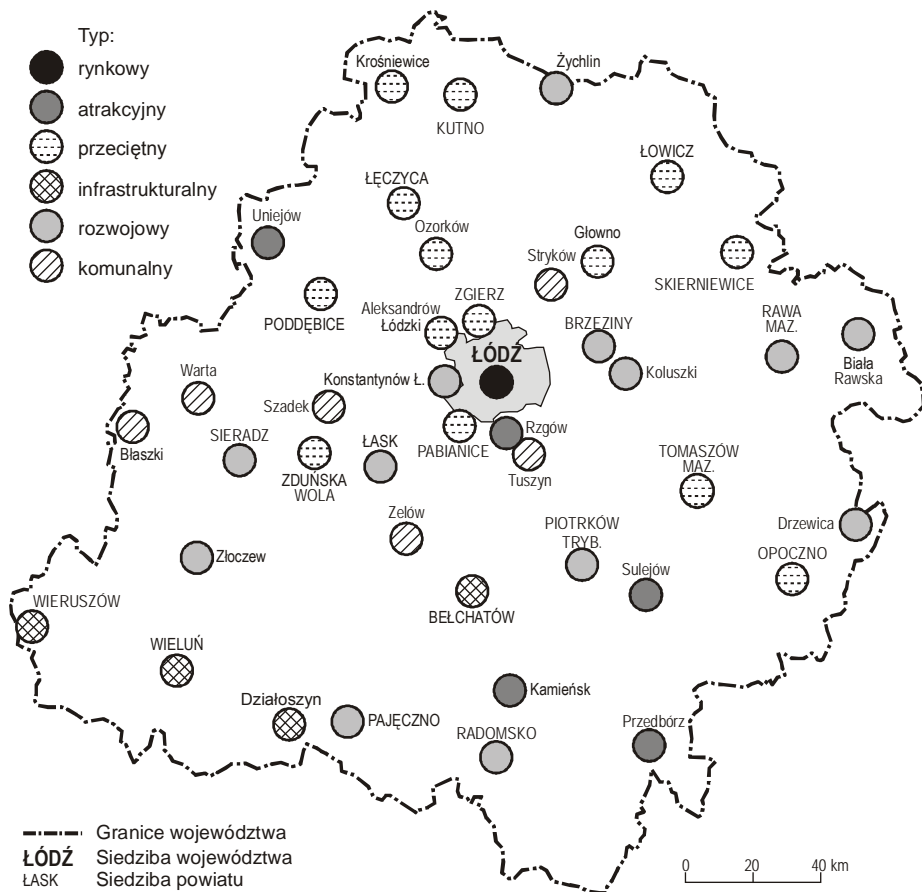 Typ:
rynkowy
atrakcyjny
przeciętny
infrastrukturalny
rozwojowy
komunalny
Krośniewice
KUTNO
Żychlin
ŁOWICZ
ŁĘCZYCA
Ozorków
Uniejów
Stryków
Głowno
SKIERNIEWICE
PODDĘBICE
Aleksandrów
Łódzki
ZGIERZ
BRZEZINY
RAWA
MAZ.
Biała
Rawska
ŁÓDŹ
Konstantynów Ł.
Koluszki
Warta
Szadek
Błaszki
SIERADZ
ZDUŃSKA
WOLA
ŁASK
PABIANICE
Rzgów
Tuszyn
TOMASZÓW
MAZ.
Drzewica
Zelów
PIOTRKÓW
TRYB.
Sulejów
OPOCZNO
Złoczew
BEŁCHATÓW
WIERUSZÓW
WIELUŃ
Działoszyn
PAJĘCZNO
Kamieńsk
RADOMSKO
Przedbórz
Granice województwa
ŁÓDŹ Siedziba województwa
ŁASK Siedziba powiatu
0 20 40 km